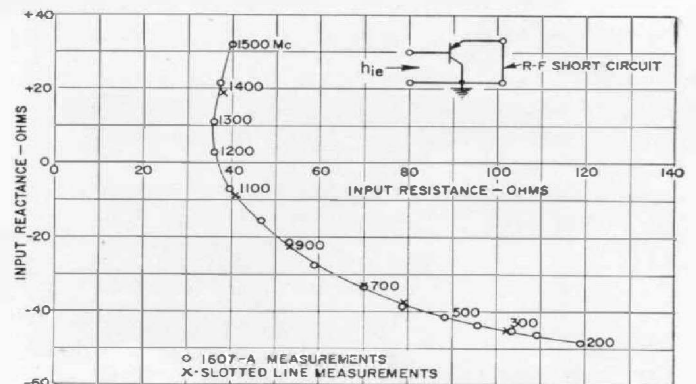 +40
+20
0
-20
-40
-60
INPUT REACTANCE-OHMS
1500 Mc
1400
1300
1200
1100
900
700
500
300
200
hie
R-F SHORT CIRCUIT
0 20 40 60 80 100 120 140
INPUT RESISTANCE-OHMS
O 1607-A MEASUREMENTS
X-SLOTTED LINE MEASUREMENTS